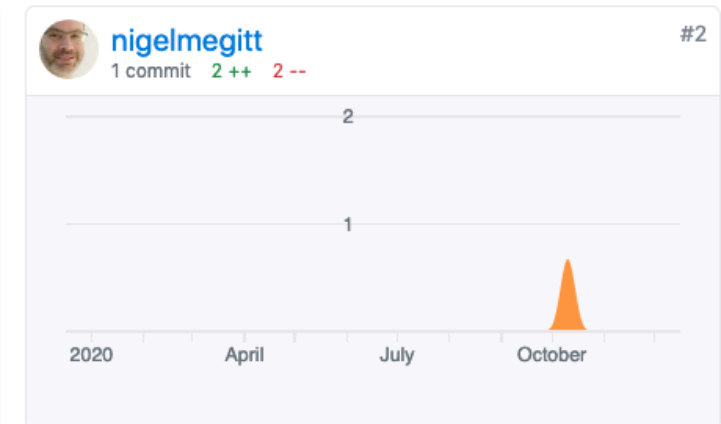 nigelmegitt
#2
1 commit 2 ++ 2 --
2
1
2020 April July October